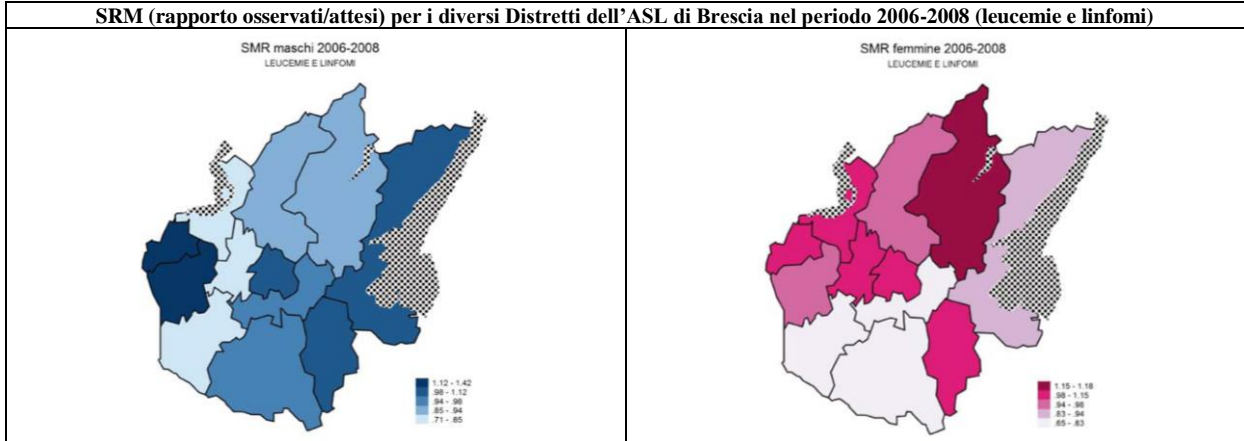 SRM (rapporto osservati/attesi) per i diversi Distretti dell'ASL di Brescia nel periodo 2006-2008 (leucemie e linfomi)
SMR maschi 2006-2008
LEUCEMIE E LINFOMI
1.12 - 1.42
.98 - 1.12
.94 - .98
.85 - .94
.71 - .85
SMR femmine 2006-2008
LEUCEMIE E LINFOMI
1.15 - 1.18
.98 - 1.15
.94 - .98
.83 - .94
.65 - .83